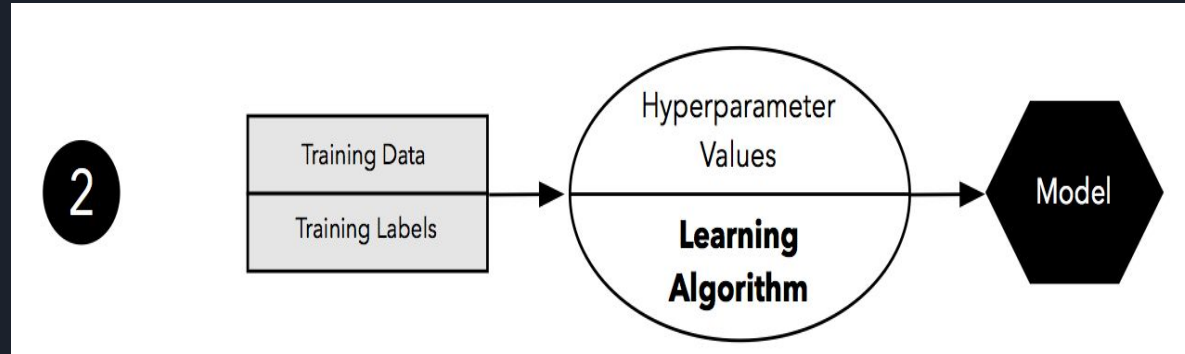 2
Training Data
Training Labels
Hyperparameter
Values
Learning
Algorithm
Model